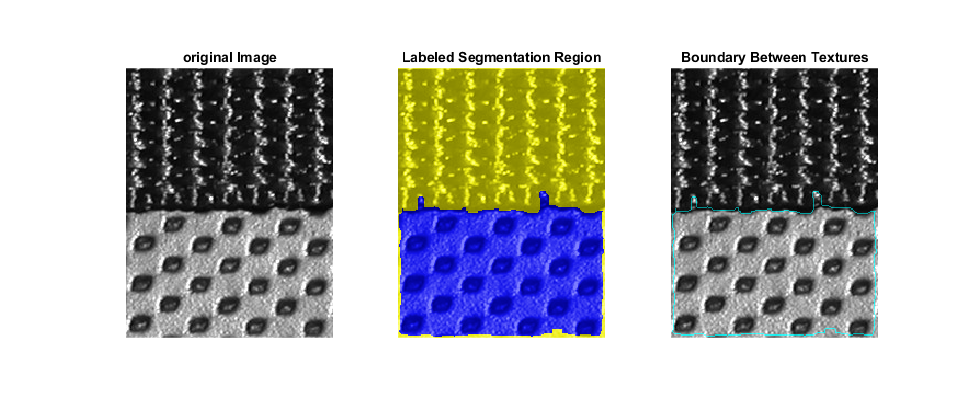 original Image
Labeled Segmentation Region
Boundary Between Textures